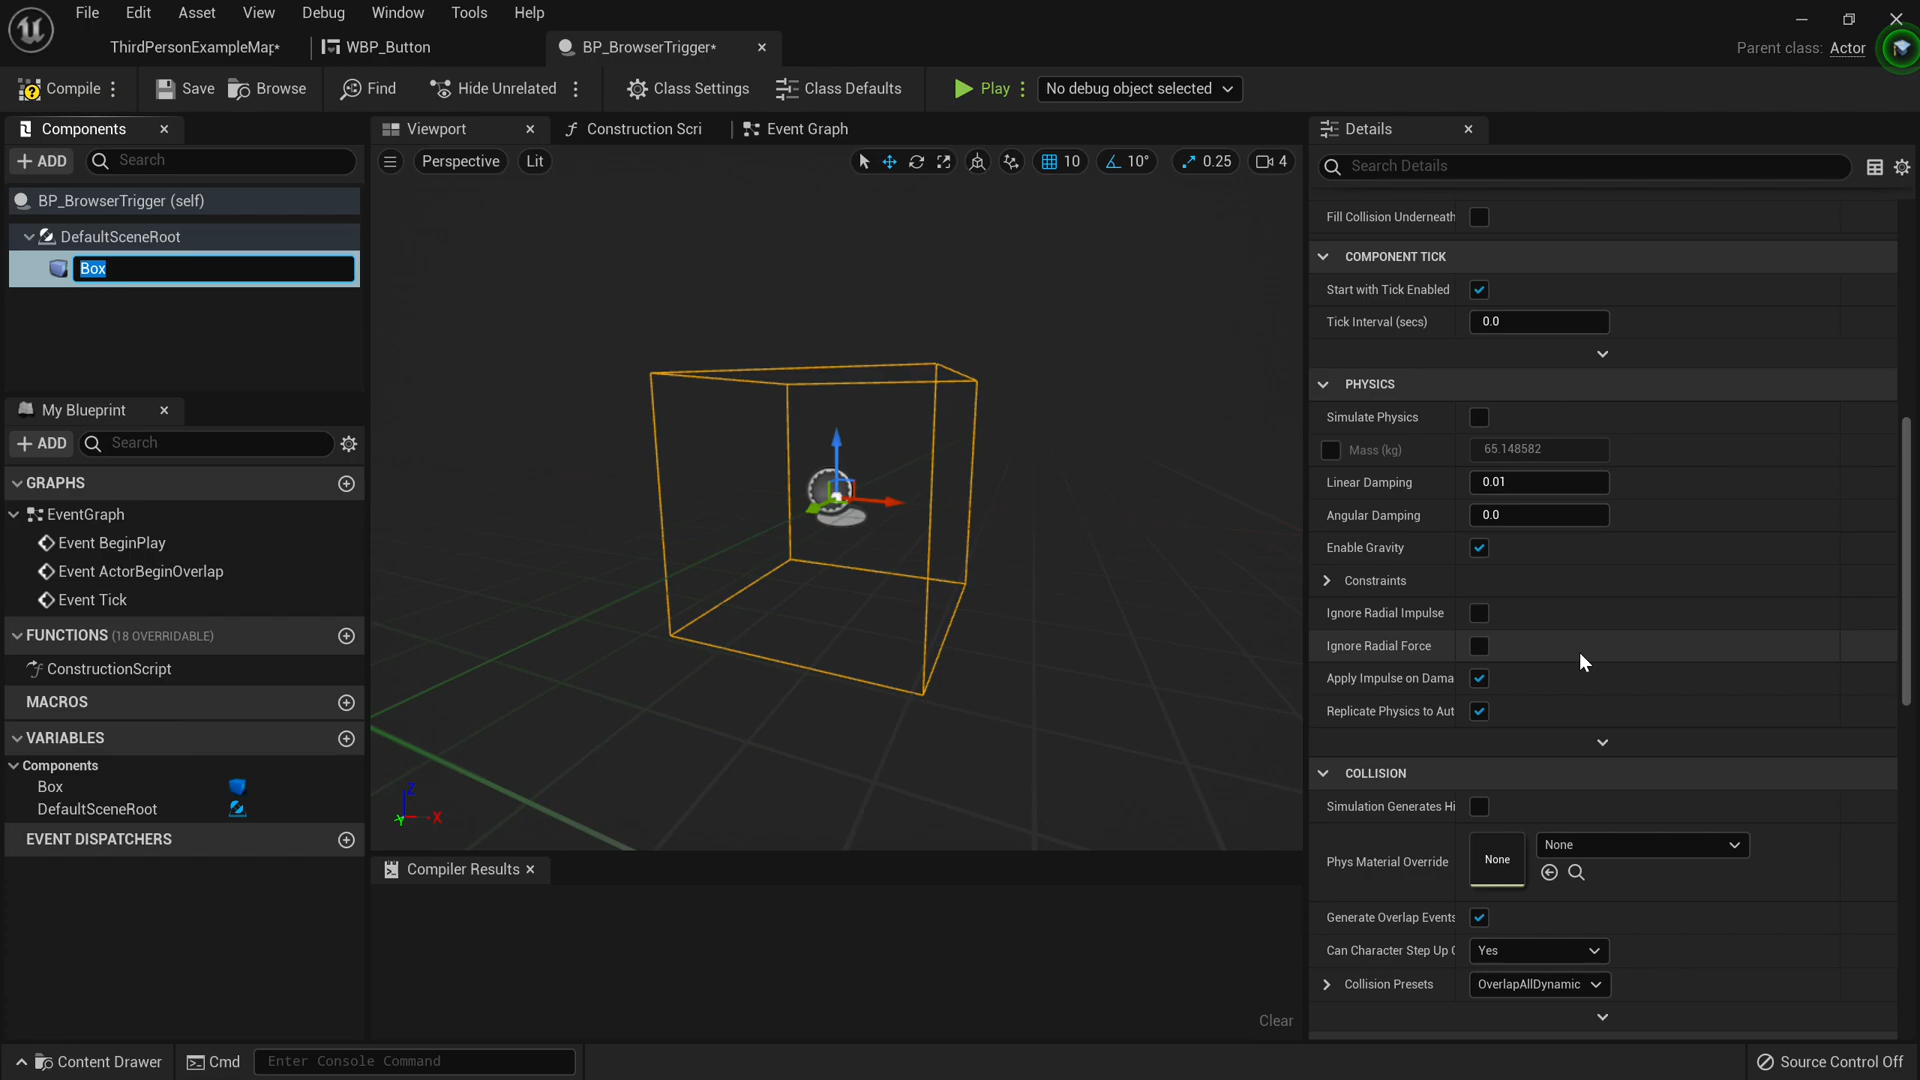 File Edit Asset View Debug Window Tools Help
ThirdPersonExampleMap* WBP_Button BP_BrowserTrigger* Parent class: Actor
Compile Save Browse Find Hide Unrelated Class Settings Class Defaults Play No debug object selected
Components Viewport Construction Scri Event Graph Details
ADD Search Perspective Lit 10 10° 0.25 4 Search Details
BP_BrowserTrigger (self)
DefaultSceneRoot
Box
Fill Collision Underneath
COMPONENT TICK
Start with Tick Enabled
Tick Interval (secs) 0.0
PHYSICS
Simulate Physics
Mass (kg) 65.148582
Linear Damping 0.01
Angular Damping 0.0
Enable Gravity
Constraints
Ignore Radial Impulse
Ignore Radial Force
Apply Impulse on Dama
Replicate Physics to Aut
COLLISION
Simulation Generates Hi
Phys Material Override None None
Generate Overlap Events
Can Character Step Up Yes
Collision Presets OverlapAllDynamic
My Blueprint
ADD Search
GRAPHS
EventGraph
Event BeginPlay
Event ActorBeginOverlap
Event Tick
FUNCTIONS (18 OVERRIDABLE)
ConstructionScript
MACROS
VARIABLES
Components
Box
DefaultSceneRoot
EVENT DISPATCHERS
Z
X
Y
Compiler Results
Clear
Content Drawer Cmd Enter Console Command Source Control Off